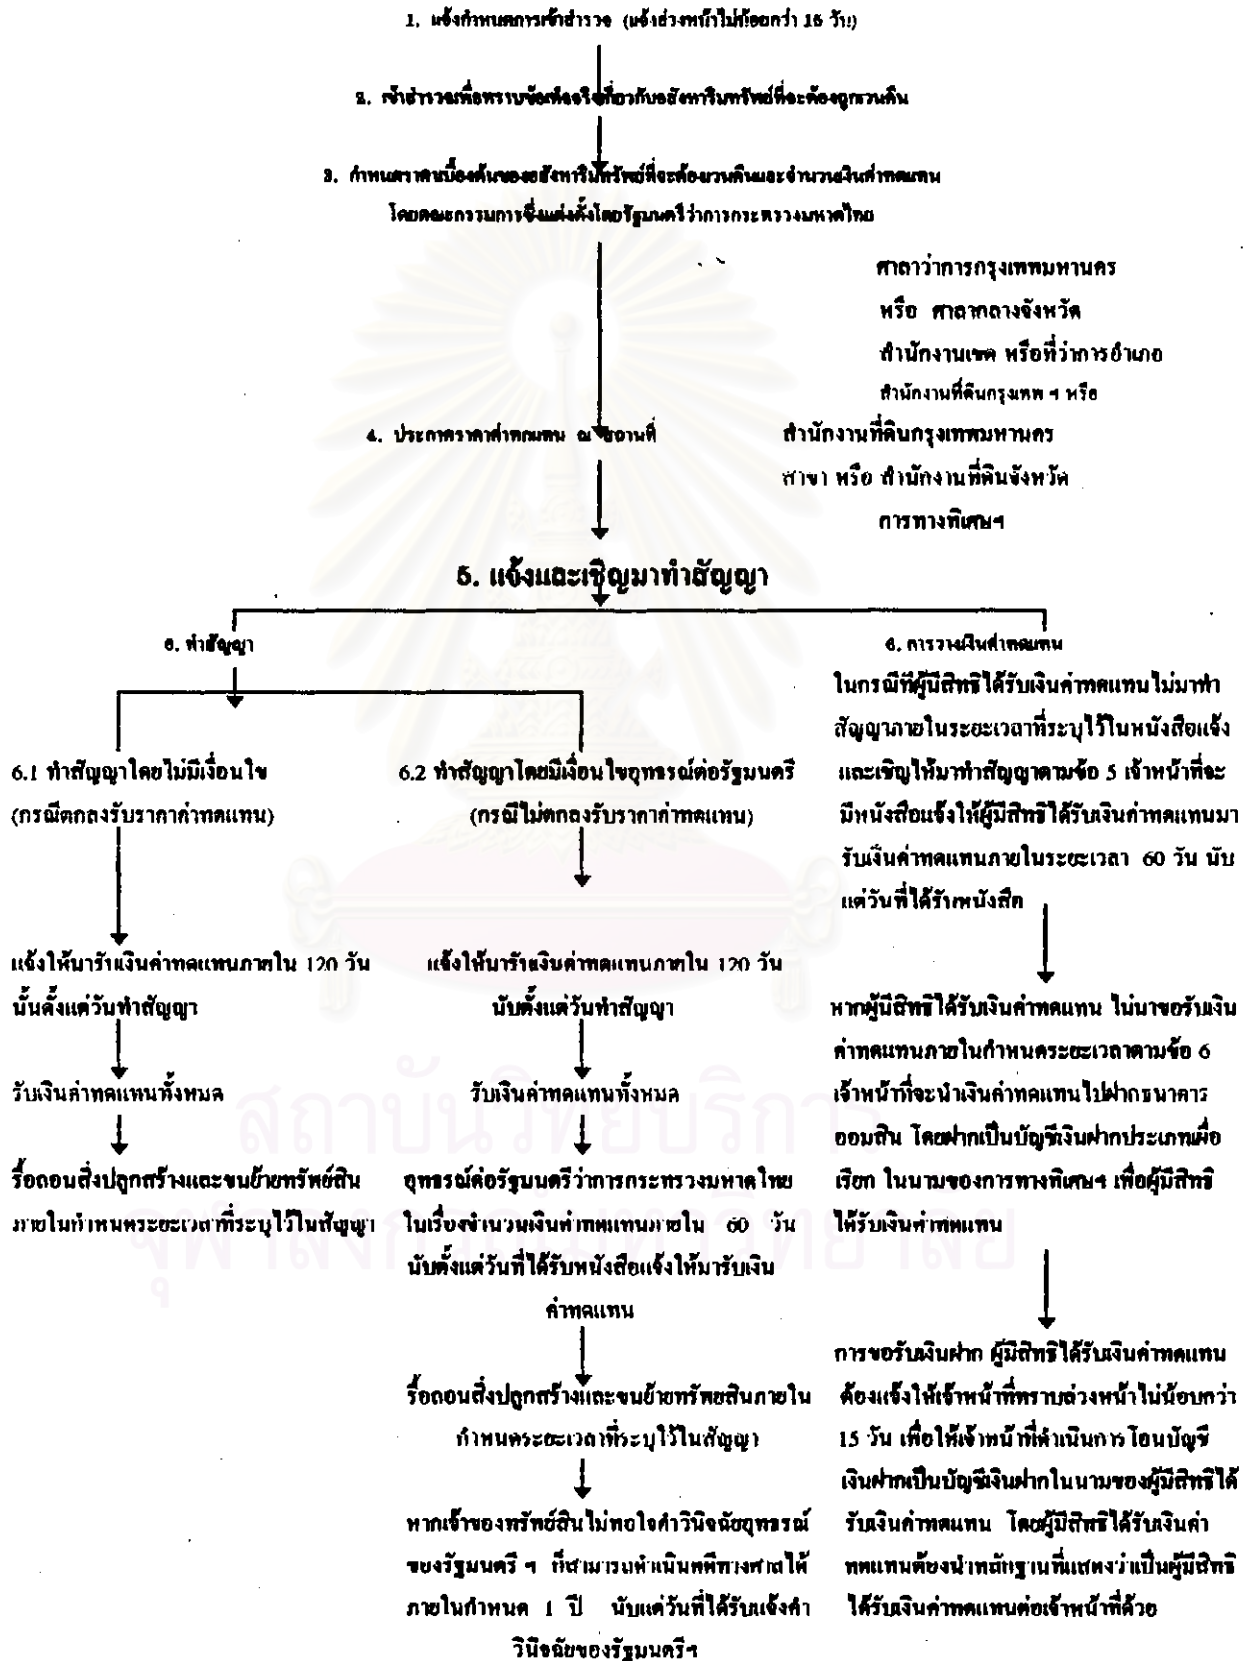 1. แจ้งกำหนดการเข้าสำรวจ (แจ้งล่วงหน้าไม่น้อยกว่า 15 วัน)
2. เข้าสำรวจเพื่อทราบข้อเท็จจริงเกี่ยวกับอสังหาริมทรัพย์ที่จะต้องถูกเวนคืน
3. กำหนดราคาเบื้องต้นของอสังหาริมทรัพย์ที่จะต้องเวนคืนและจำนวนเงินค่าทดแทน
โดยคณะกรรมการซึ่งแต่งตั้งโดยรัฐมนตรีว่าการกระทรวงมหาดไทย
ศาลาว่าการกรุงเทพมหานคร
หรือ ศาลากลางจังหวัด
สำนักงานเขต หรือที่ว่าการอำเภอ
สำนักงานที่ดินกรุงเทพ ฯ หรือ
4. ประกาศราคาค่าทดแทน ณ สถานที่
สำนักงานที่ดินกรุงเทพมหานคร
สาขา หรือ สำนักงานที่ดินจังหวัด
การทางพิเศษฯ
5. แจ้งและเชิญมาทำสัญญา
6. ทำสัญญา
6.1 ทำสัญญาโดยไม่มีเงื่อนไข
(กรณีตกลงรับราคาค่าทดแทน)
แจ้งให้มารับเงินค่าทดแทนภายใน 120 วัน
นั้นตั้งแต่วันทำสัญญา
รับเงินค่าทดแทนทั้งหมด
รื้อถอนสิ่งปลูกสร้างและขนย้ายทรัพย์สิน
ภายในกำหนดระยะเวลาที่ระบุไว้ในสัญญา
6.2 ทำสัญญาโดยมีเงื่อนไขอุทธรณ์ต่อรัฐมนตรี
(กรณีไม่ตกลงรับราคาค่าทดแทน)
แจ้งให้มารับเงินค่าทดแทนภายใน 120 วัน
นับตั้งแต่วันทำสัญญา
รับเงินค่าทดแทนทั้งหมด
อุทธรณ์ต่อรัฐมนตรีว่าการกระทรวงมหาดไทย
ในเรื่องจำนวนเงินค่าทดแทนภายใน 60 วัน
นับตั้งแต่วันที่ได้รับหนังสือแจ้งให้มารับเงิน
ค่าทดแทน
รื้อถอนสิ่งปลูกสร้างและขนย้ายทรัพยสินภายใน
กำหนดระยะเวลาที่ระบุไว้ในสัญญา
หากเจ้าของทรัพย์สินไม่พอใจคำวินิจฉัยอุทธรณ์
ของรัฐมนตรี ฯ ก็สามารถดำเนินคดีทางศาลได้
ภายในกำหนด 1 ปี นับแต่วันที่ได้รับแจ้งคำ
วินิจฉัยของรัฐมนตรีฯ
6. การวางเงินค่าทดแทน
ในกรณีที่ผู้มีสิทธิได้รับเงินค่าทดแทนไม่มาทำ
สัญญาภายในระยะเวลาที่ระบุไว้ในหนังสือแจ้ง
และเชิญให้มาทำสัญญาตามข้อ 5 เจ้าหน้าที่จะ
มีหนังสือแจ้งให้ผู้มีสิทธิได้รับเงินค่าทดแทนมา
รับเงินค่าทดแทนภายในระยะเวลา 60 วัน นับ
แต่วันที่ได้รับหนังสือ
หากผู้มีสิทธิได้รับเงินค่าทดแทน ไม่มาขอรับเงิน
ค่าทดแทนภายในกำหนดระยะเวลาตามข้อ 6
เจ้าหน้าที่จะนำเงินค่าทดแทนไปฝากธนาคาร
ออมสิน โดยฝากเป็นบัญชีเงินฝากประเภทเผื่อ
เรียก ในนามของการทางพิเศษฯ เพื่อผู้มีสิทธิ
ได้รับเงินค่าทดแทน
การขอรับเงินฝาก ผู้มีสิทธิได้รับเงินค่าทดแทน
ต้องแจ้งให้เจ้าหน้าที่ทราบล่วงหน้าไม่น้อยกว่า
15 วัน เพื่อให้เจ้าหน้าที่ดำเนินการโอนบัญชี
เงินฝากเป็นบัญชีเงินฝากในนามของผู้มีสิทธิได้
รับเงินค่าทดแทน โดยผู้มีสิทธิได้รับเงินค่า
ทดแทนต้องนำหลักฐานที่แสดงว่าเป็นผู้มีสิทธิ
ได้รับเงินค่าทดแทนต่อเจ้าหน้าที่ด้วย
สถาบันวิทยบริการ
จุฬาลงกรณ์มหาวิทยาลัย